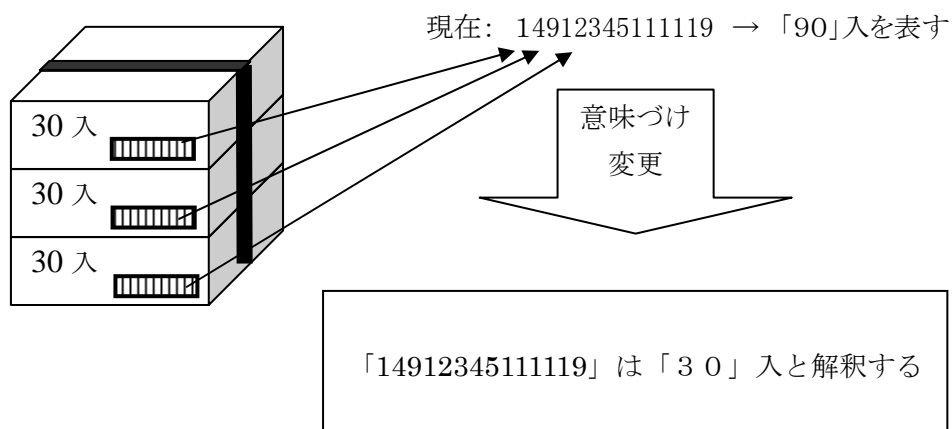 現在: 14912345111119 → 「90」入を表す
意味づけ
変更
30 入
30 入
30 入
「14912345111119」は「３０」入と解釈する